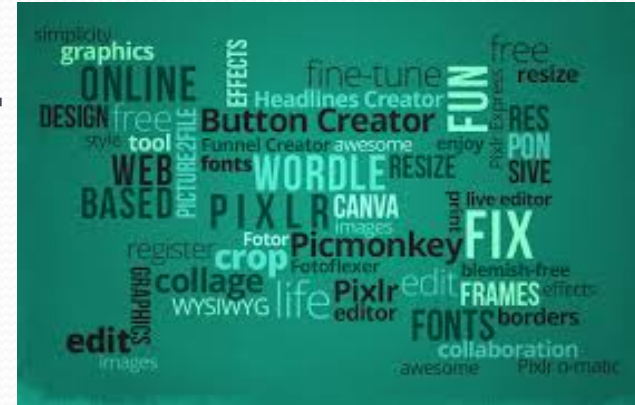 simplicity
graphics
ONLINE
EFFECTS
fine-tune
free
resize
FUN
Pixlr Express
Headlines Creator
DESIGN
free
PICTURE2FILE
Button Creator
RES
PON
SIVE
style
tool
Funnel Creator
awesome
enjoy
WEB
fonts
WORDLE
RESIZE
BASED
PIXLR
CANVA
images
print
live editor
FIX
register
Fotor
Picmonkey
crop
Fotoflexer
blemish-free
GRAPHICS
collage
WYSIWYG
life
Pixlr
editor
edit
FRAMES
effects
FONTS
borders
edit
images
collaboration
awesome
Pixlr o-matic